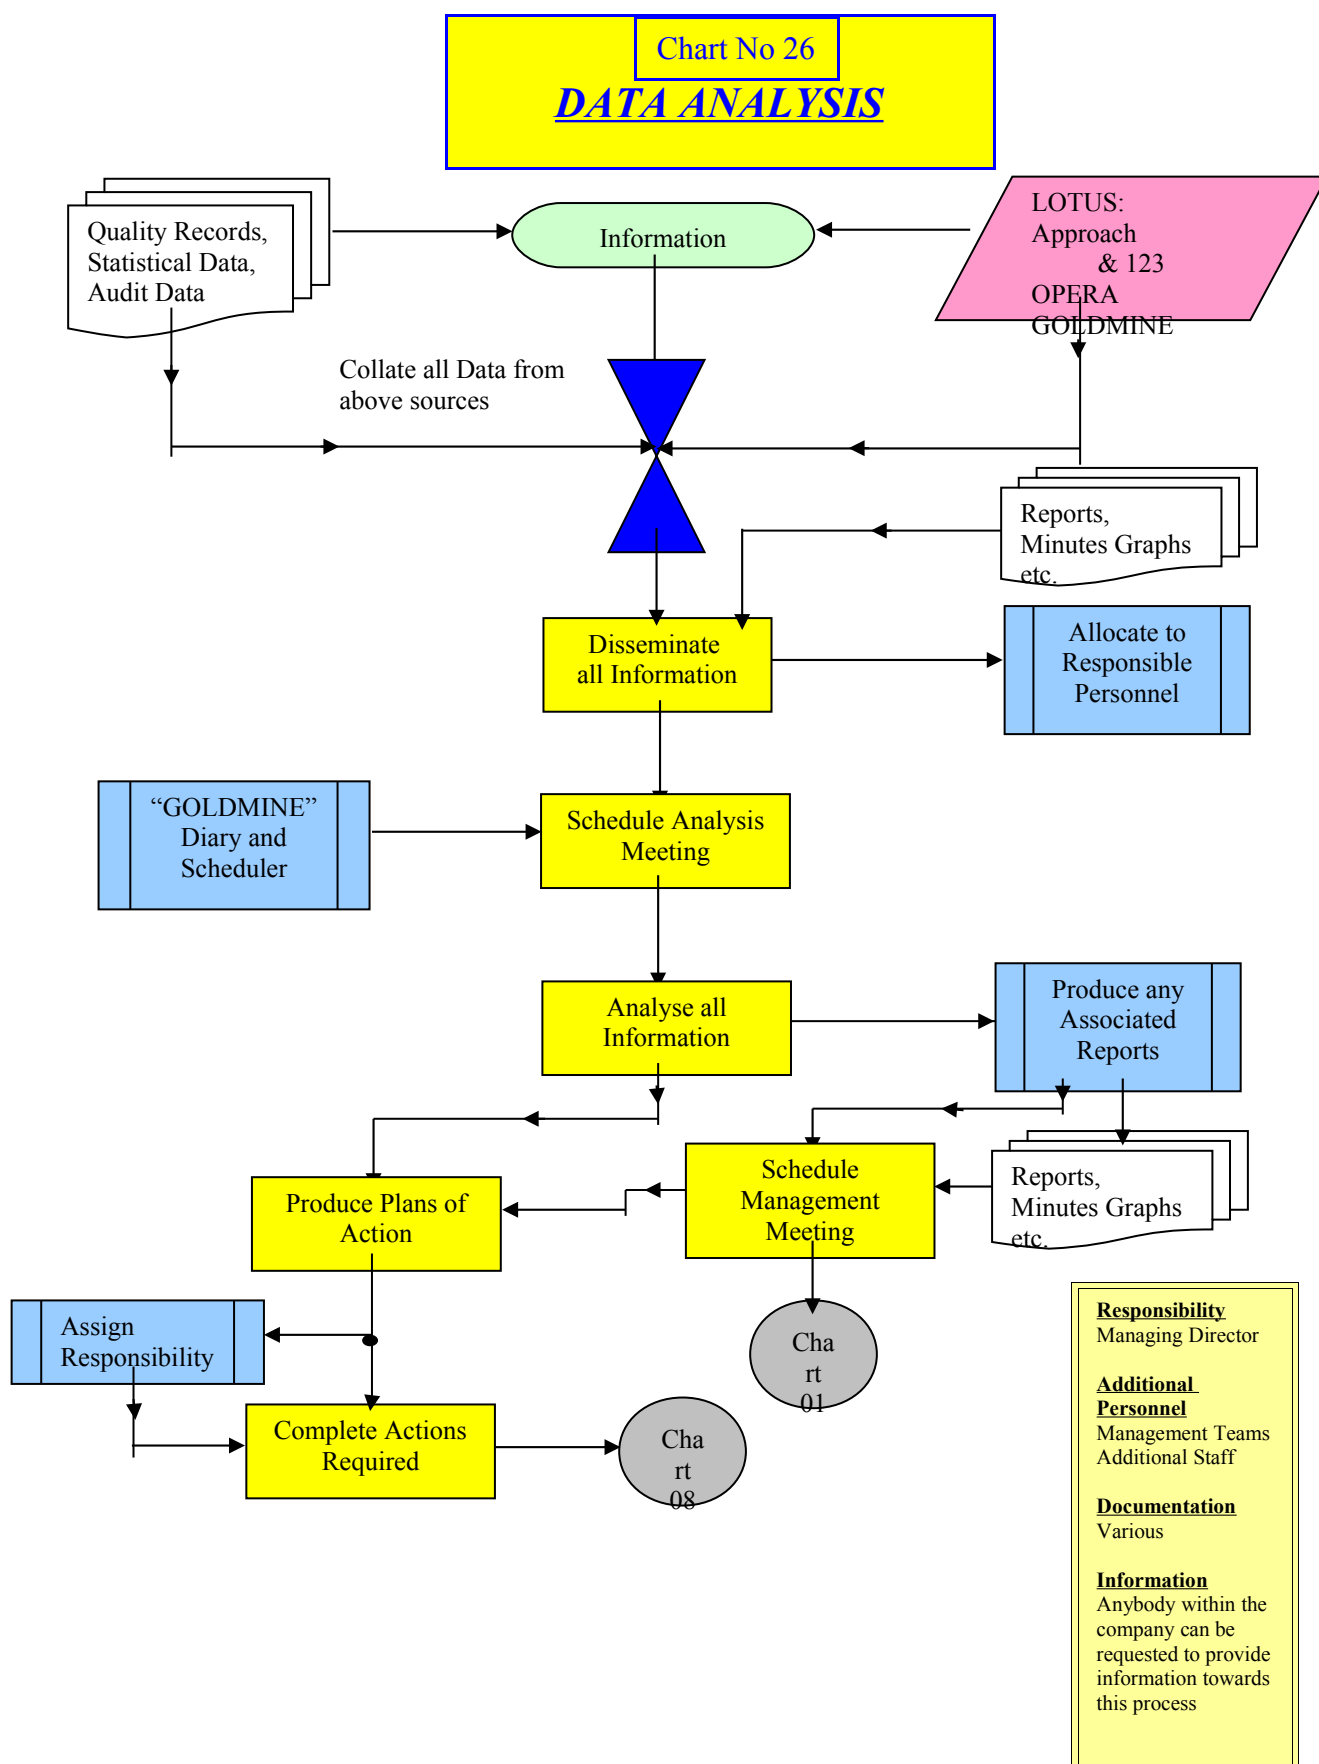 Chart No 26
DATA ANALYSIS
Quality Records,
Statistical Data,
Audit Data
Information
LOTUS:
Approach
& 123
OPERA
GOLDMINE
Collate all Data from
above sources
Reports,
Minutes Graphs
etc.
Disseminate
all Information
Allocate to
Responsible
Personnel
“GOLDMINE”
Diary and
Scheduler
Schedule Analysis
Meeting
Analyse all
Information
Produce any
Associated
Reports
Produce Plans of
Action
Schedule
Management
Meeting
Reports,
Minutes Graphs
etc.
Assign
Responsibility
Cha
rt
01
Complete Actions
Required
Cha
rt
08
Responsibility
Managing Director
Additional
Personnel
Management Teams
Additional Staff
Documentation
Various
Information
Anybody within the
company can be
requested to provide
information towards
this process